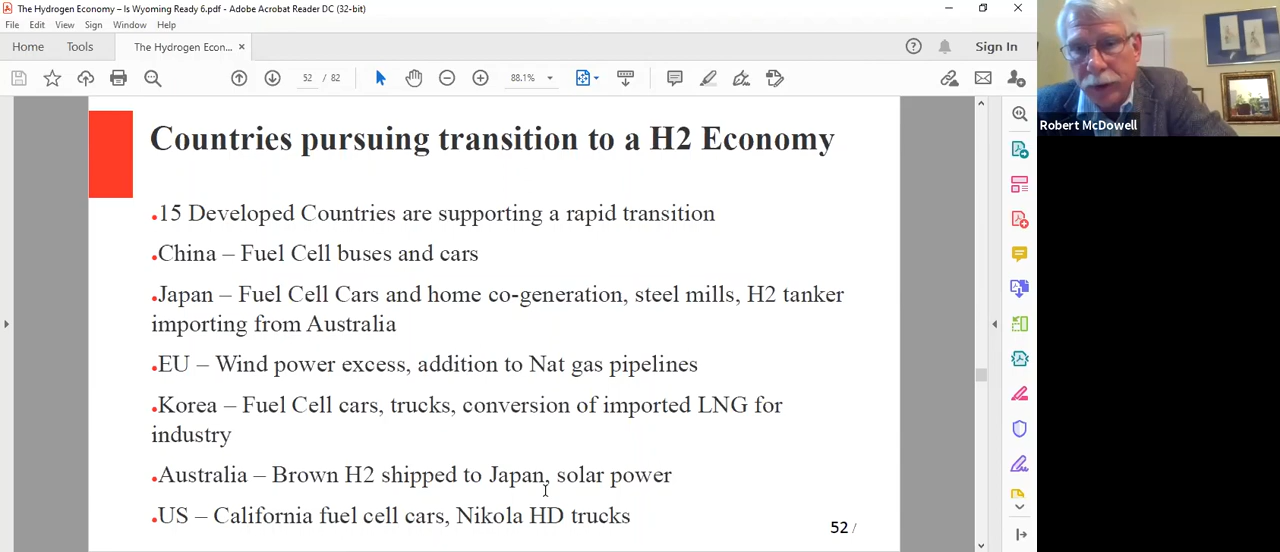 The Hydrogen Economy – Is Wyoming Ready 6.pdf - Adobe Acrobat Reader DC (32-bit)
File Edit View Sign Window Help
Home Tools The Hydrogen Econ... × Sign In
52 / 82 88.1%
Robert McDowell
Countries pursuing transition to a H2 Economy
•15 Developed Countries are supporting a rapid transition
•China – Fuel Cell buses and cars
•Japan – Fuel Cell Cars and home co-generation, steel mills, H2 tanker
importing from Australia
•EU – Wind power excess, addition to Nat gas pipelines
•Korea – Fuel Cell cars, trucks, conversion of imported LNG for
industry
•Australia – Brown H2 shipped to Japan, solar power
•US – California fuel cell cars, Nikola HD trucks
52 /